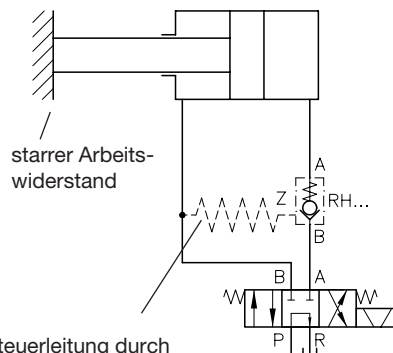 starrer Arbeits-
widerstand
A
Z RH...
B
B A
teuerleitung durch
P R